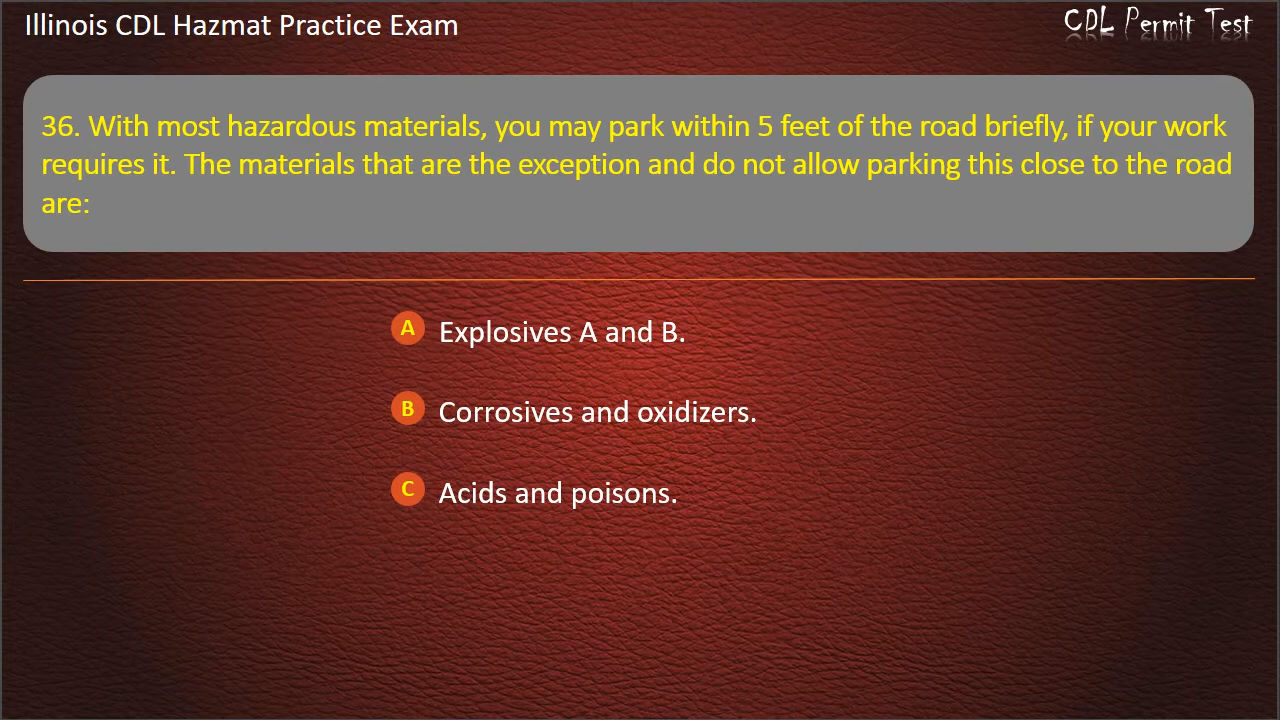 Illinois CDL Hazmat Practice Exam
CDL Permit Test
36. With most hazardous materials, you may park within 5 feet of the road briefly, if your work
requires it. The materials that are the exception and do not allow parking this close to the road
are:
A Explosives A and B.
B Corrosives and oxidizers.
C Acids and poisons.